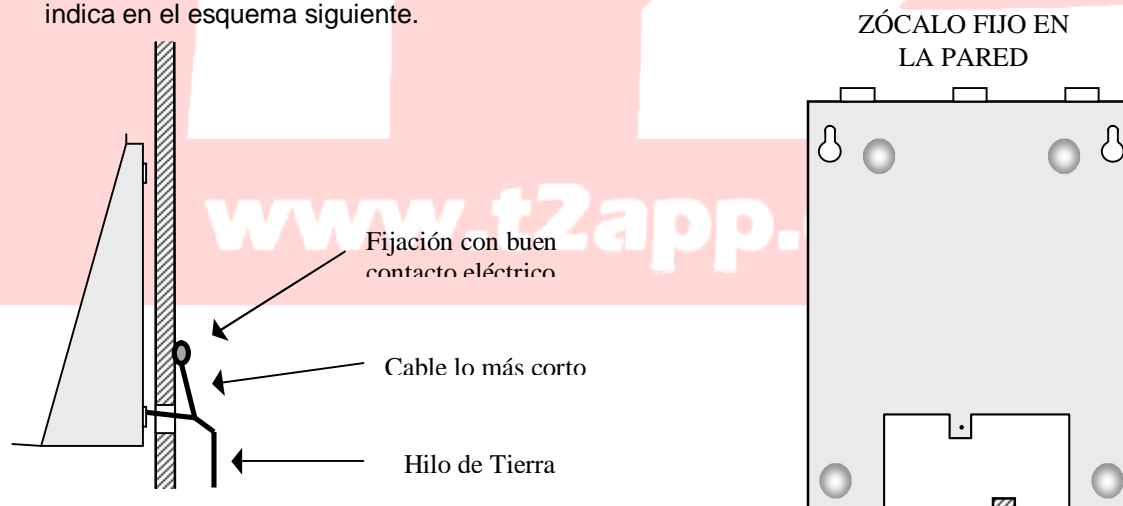 indica en el esquema siguiente.
ZÓCALO FIJO EN
LA PARED
www.t2app.
Fijación con buen
contacto eléctrico
Cable lo más corto
Hilo de Tierra